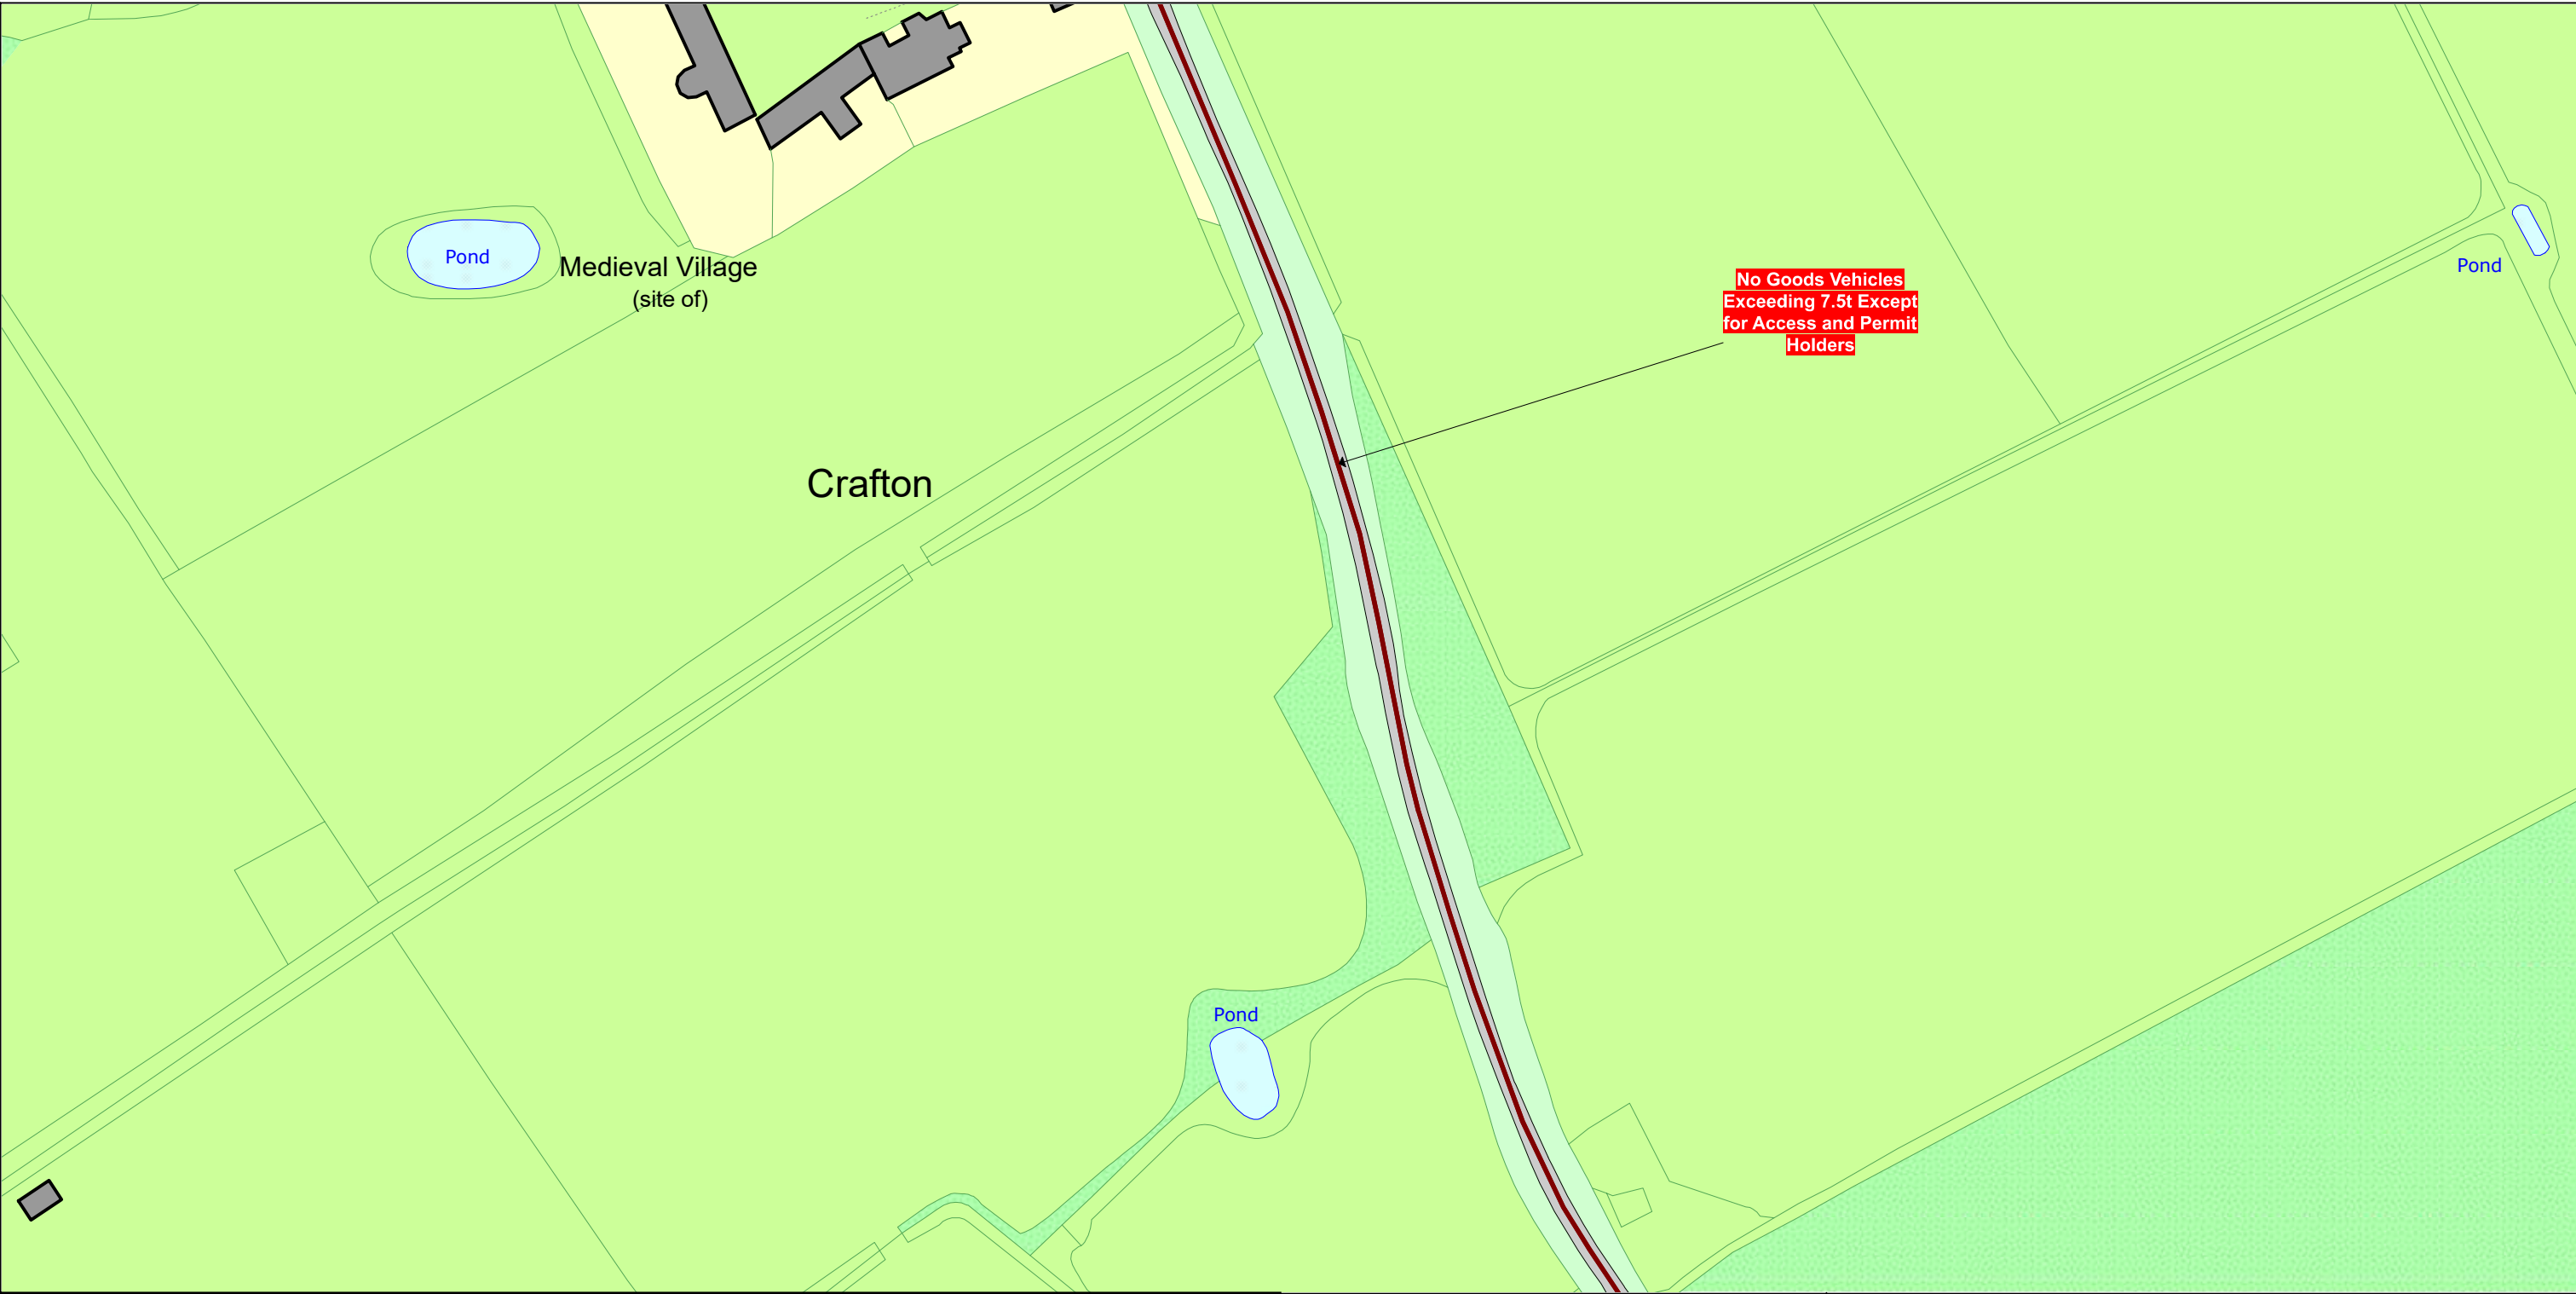 Pond
Medieval Village
(site of)
No Goods Vehicles
Exceeding 7.5t Except
for Access and Permit
Holders
Pond
Crafton
Pond